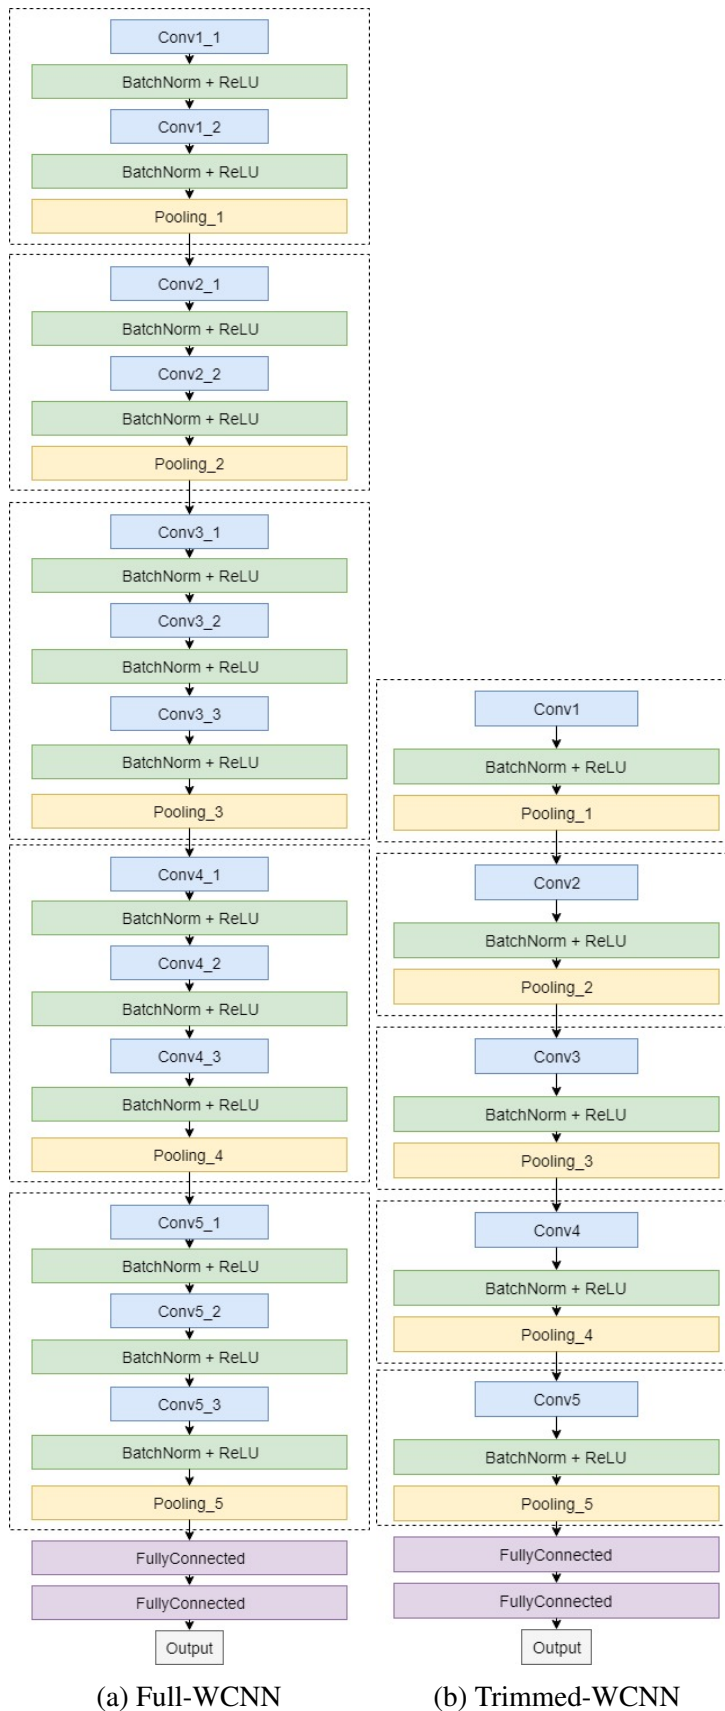 Conv1_1
BatchNorm + ReLU
Conv1_2
BatchNorm + ReLU
Pooling_1
Conv2_1
BatchNorm + ReLU
Conv2_2
BatchNorm + ReLU
Pooling_2
Conv3_1
BatchNorm + ReLU
Conv3_2
BatchNorm + ReLU
Conv3_3
BatchNorm + ReLU
Pooling_3
Conv4_1
BatchNorm + ReLU
Conv4_2
BatchNorm + ReLU
Conv4_3
BatchNorm + ReLU
Pooling_4
Conv5_1
BatchNorm + ReLU
Conv5_2
BatchNorm + ReLU
Conv5_3
BatchNorm + ReLU
Pooling_5
FullyConnected
FullyConnected
Output
(a) Full-WCNN
Conv1
BatchNorm + ReLU
Pooling_1
Conv2
BatchNorm + ReLU
Pooling_2
Conv3
BatchNorm + ReLU
Pooling_3
Conv4
BatchNorm + ReLU
Pooling_4
Conv5
BatchNorm + ReLU
Pooling_5
FullyConnected
FullyConnected
Output
(b) Trimmed-WCNN